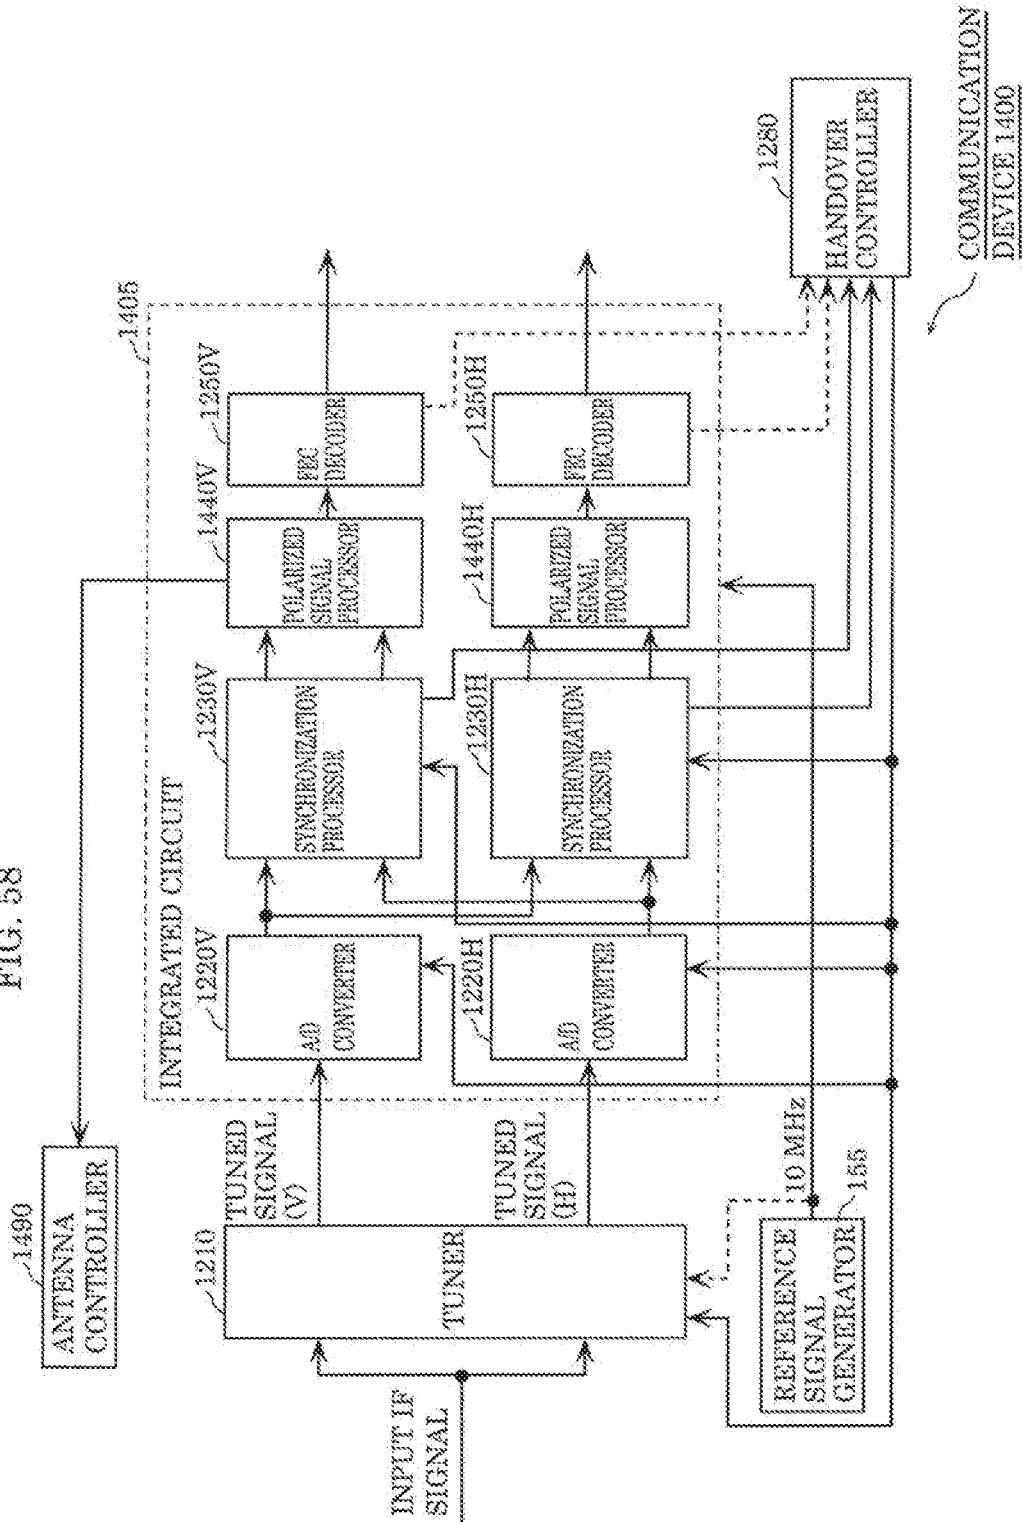 FIG. 58
1490
ANTENNA
CONTROLLER
1405
INTEGRATED CIRCUIT
INPUT IF
SIGNAL
1210
TUNER
TUNED
SIGNAL
(V)
1220V
A/D
CONVERTER
1230V
SYNCHRONIZATION
PROCESSOR
1440V
POLARIZED
SIGNAL
PROCESSOR
1250V
FEC
DECODER
TUNED
SIGNAL
(H)
1220H
A/D
CONVERTER
1230H
SYNCHRONIZATION
PROCESSOR
1440H
POLARIZED
SIGNAL
PROCESSOR
1250H
FEC
DECODER
10 MHz
155
REFERENCE
SIGNAL
GENERATOR
1280
HANDOVER
CONTROLLER
COMMUNICATION
DEVICE 1400